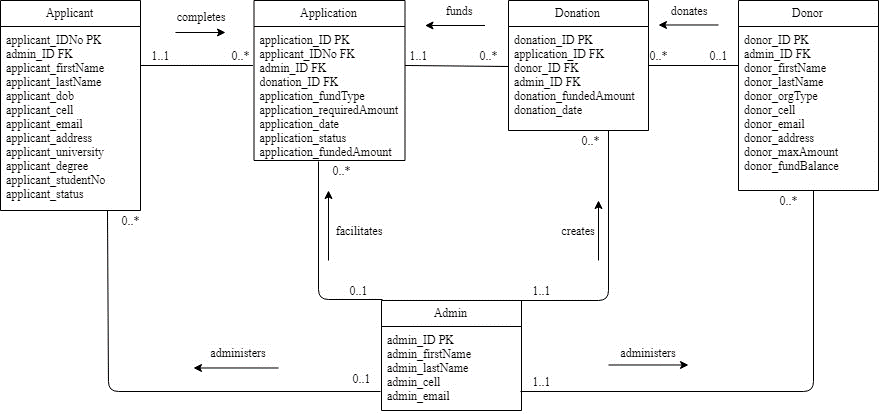 Applicant
applicant_IDNo PK
admin_ID FK
applicant_firstName
applicant_lastName
applicant_dob
applicant_cell
applicant_email
applicant_address
applicant_university
applicant_degree
applicant_studentNo
applicant_status
completes
1..1
0..*
Application
application_ID PK
applicant_IDNo FK
admin_ID FK
donation_ID FK
application_fundType
application_requiredAmount
application_date
application_status
application_fundedAmount
funds
1..1
0..*
Donation
donation_ID PK
application_ID FK
donor_ID FK
admin_ID FK
donation_fundedAmount
donation_date
donates
0..*
0..1
Donor
donor_ID PK
admin_ID FK
donor_firstName
donor_lastName
donor_orgType
donor_cell
donor_email
donor_address
donor_maxAmount
donor_fundBalance
0..*
0..*
0..*
0..*
facilitates
creates
0..1
1..1
Admin
admin_ID PK
admin_firstName
admin_lastName
admin_cell
admin_email
administers
0..1
administers
1..1